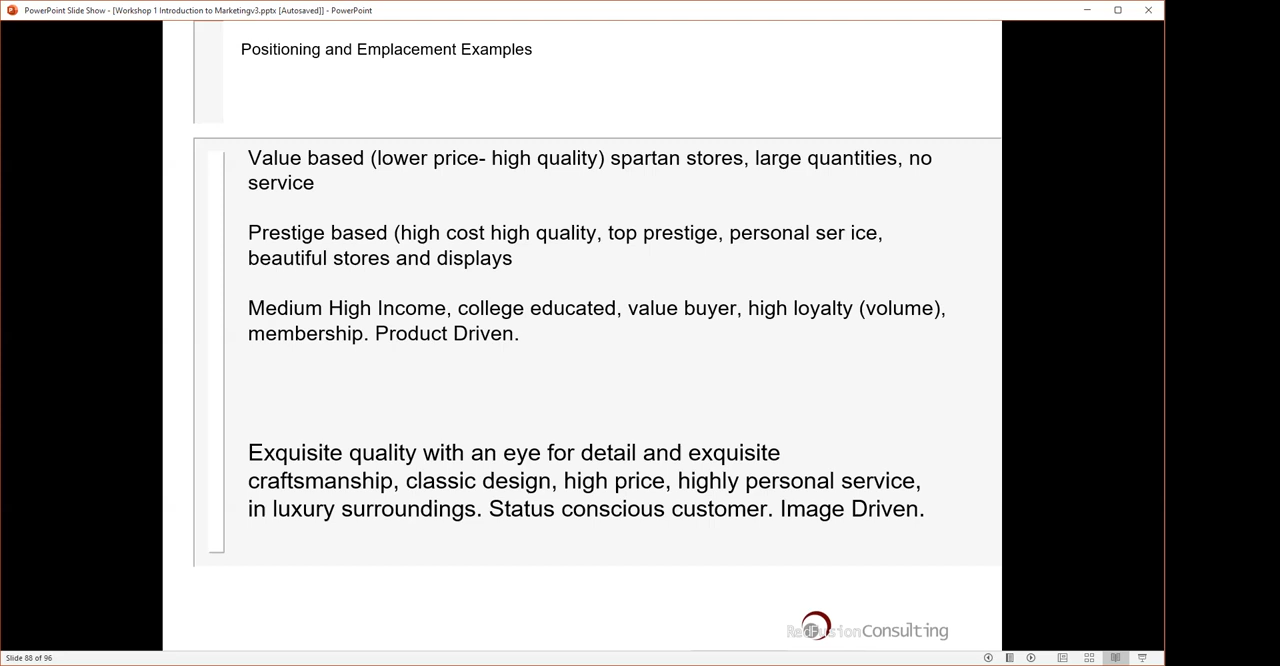 PowerPoint Slide Show - [Workshop 1 Introduction to Marketingv3.pptx [Autosaved]] - PowerPoint
Positioning and Emplacement Examples
Value based (lower price- high quality) spartan stores, large quantities, no
service
Prestige based (high cost high quality, top prestige, personal ser ice,
beautiful stores and displays
Medium High Income, college educated, value buyer, high loyalty (volume),
membership. Product Driven.
Exquisite quality with an eye for detail and exquisite
craftsmanship, classic design, high price, highly personal service,
in luxury surroundings. Status conscious customer. Image Driven.
RedFusionConsulting
Slide 88 of 96